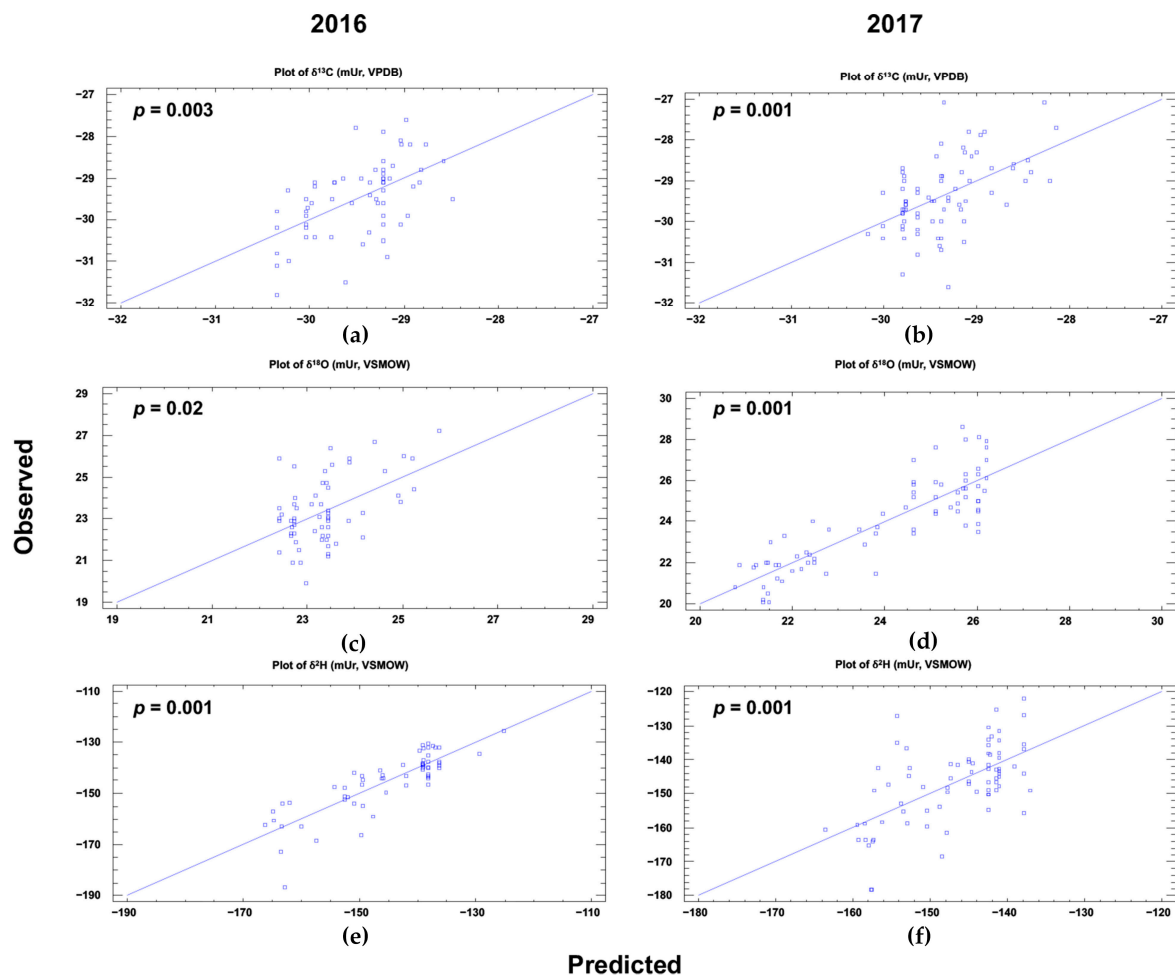 2016 2017
Plot of δ¹³C (mUr, VPDB) Plot of δ¹³C (mUr, VPDB)
p = 0.003 p = 0.001
−27 −27
−28 −28
−29 −29
−30 −30
−31 −31
−32 −32
−32 −31 −30 −29 −28 −27 −32 −31 −30 −29 −28 −27
(a) (b)
Plot of δ¹⁸O (mUr, VSMOW) Plot of δ¹⁸O (mUr, VSMOW)
p = 0.02 p = 0.001
29 30
27 28
25 26
23 24
21 22
19 20
19 21 23 25 27 29 20 22 24 26 28 30
(c) (d)
Observed
Plot of δ²H (mUr, VSMOW) Plot of δ²H (mUr, VSMOW)
p = 0.001 p = 0.001
−110 −120
−130 −130
−150 −140
−170 −150
−190 −160
−170
−180
−190 −170 −150 −130 −110 −180 −170 −160 −150 −140 −130 −120
(e) (f)
Predicted